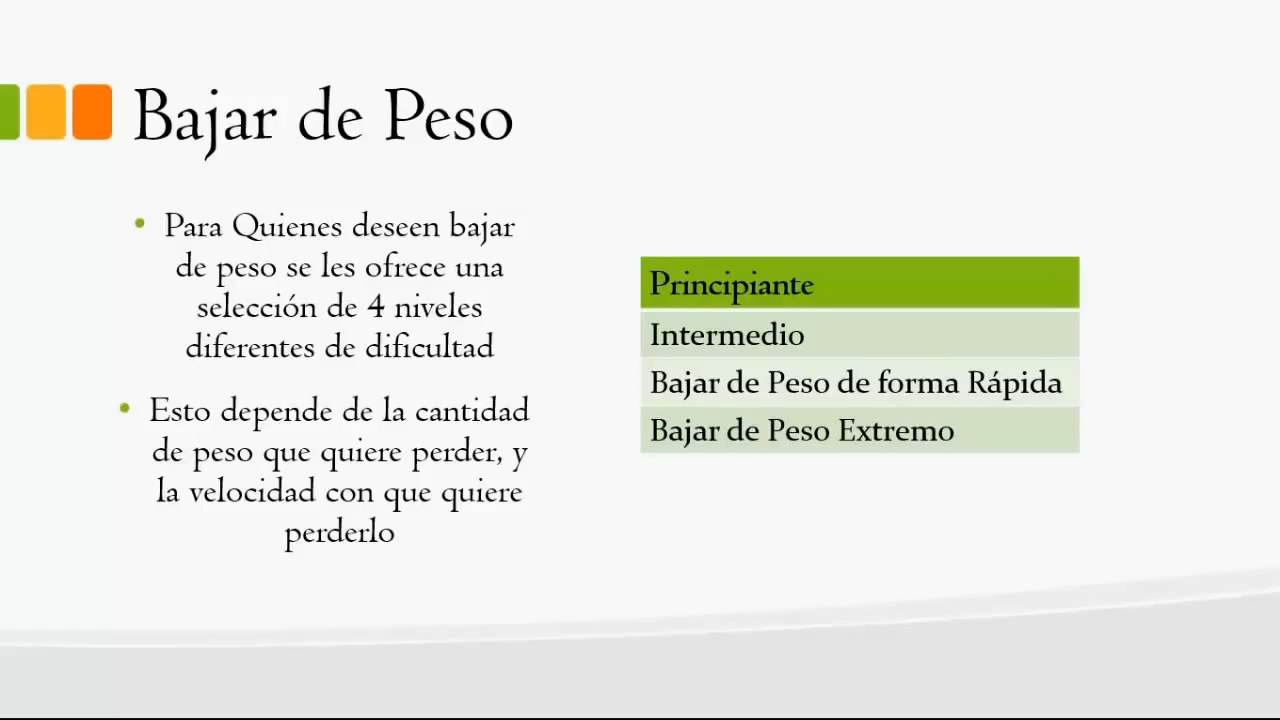 Bajar de Peso
• Para Quienes deseen bajar
de peso se les ofrece una
selección de 4 niveles
diferentes de dificultad
• Esto depende de la cantidad
de peso que quiere perder, y
la velocidad con que quiere
perderlo
Principiante
Intermedio
Bajar de Peso de forma Rápida
Bajar de Peso Extremo